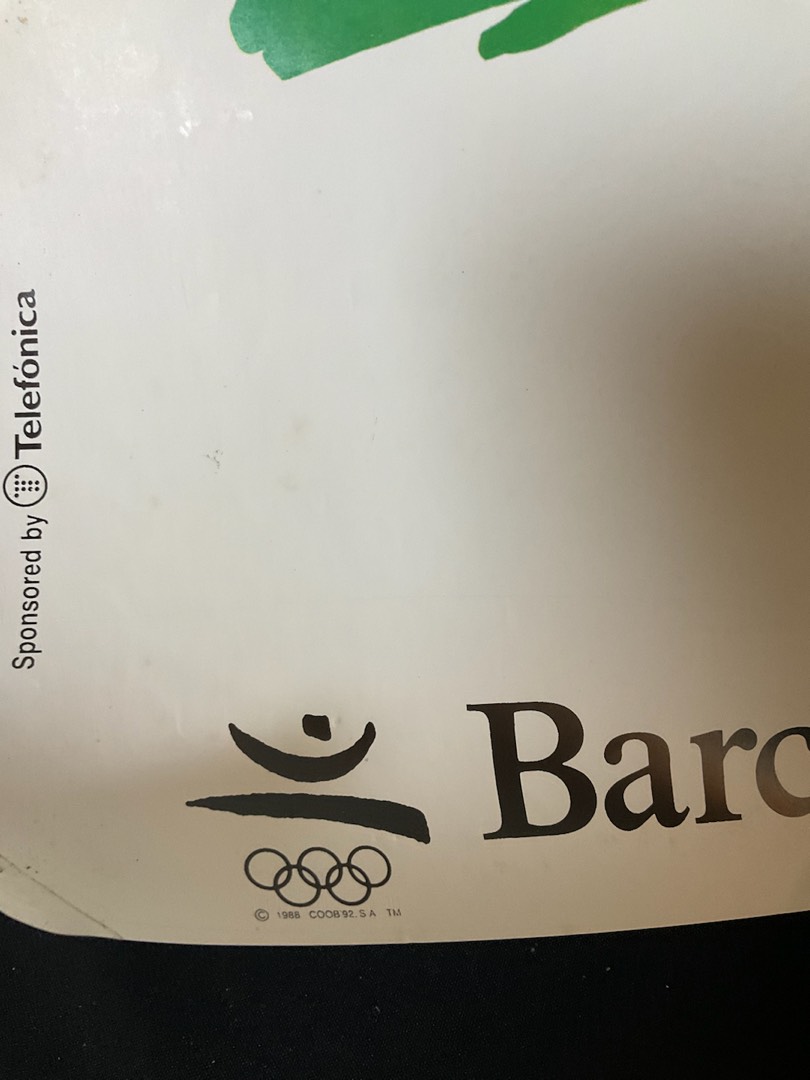 Sponsored by Telefónica
Barc
© 1988 COOB'92, S.A. TM